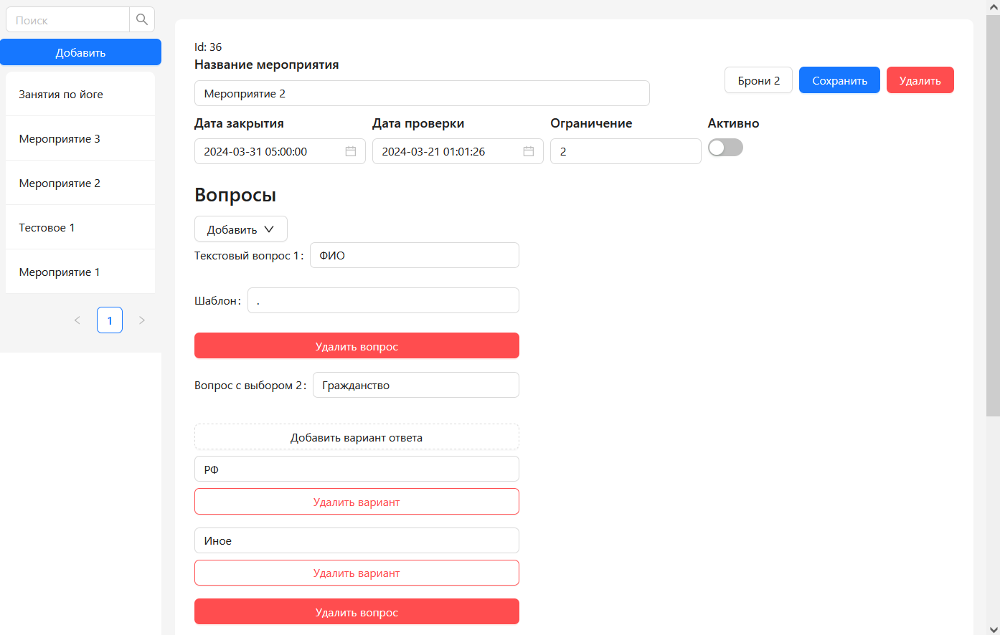 Поиск
Добавить
Занятия по йоге
Мероприятие 3
Мероприятие 2
Тестовое 1
Мероприятие 1
1
Id: 36
Название мероприятия
Мероприятие 2
Брони 2
Сохранить
Удалить
Дата закрытия
Дата проверки
Ограничение
Активно
2024-03-31 05:00:00
2024-03-21 01:01:26
2
Вопросы
Добавить
Текстовый вопрос 1:
ФИО
Шаблон:
.
Удалить вопрос
Вопрос с выбором 2:
Гражданство
Добавить вариант ответа
РФ
Удалить вариант
Иное
Удалить вариант
Удалить вопрос